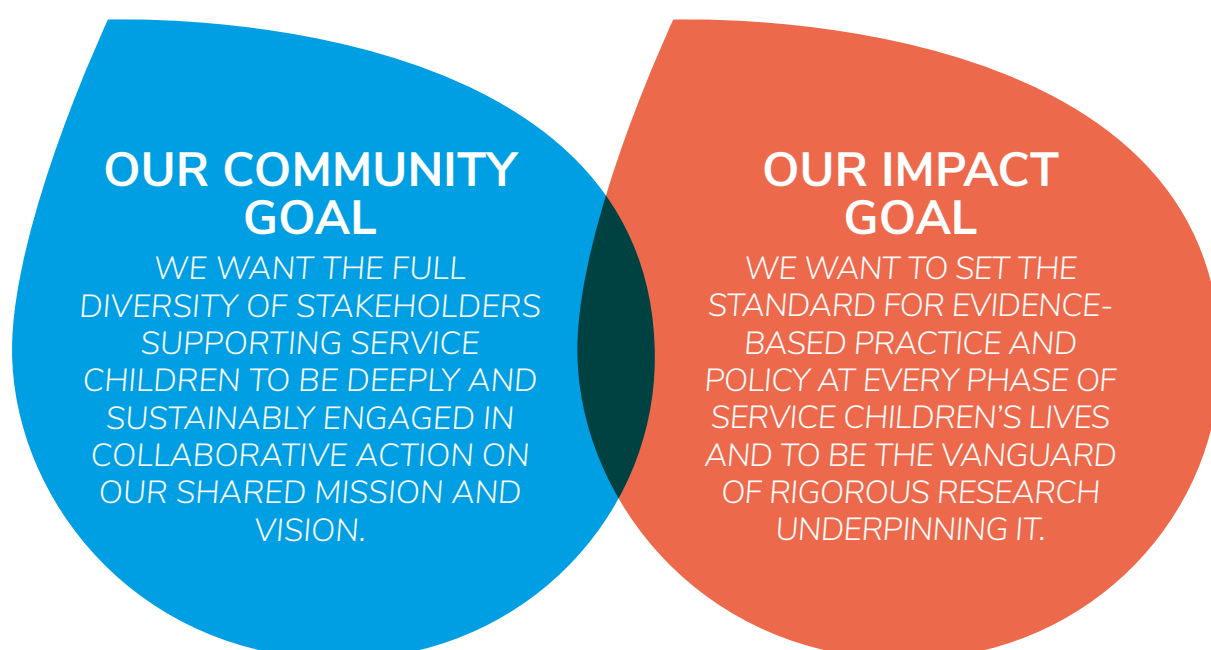 OUR COMMUNITY
GOAL
WE WANT THE FULL
DIVERSITY OF STAKEHOLDERS
SUPPORTING SERVICE
CHILDREN TO BE DEEPLY AND
SUSTAINABLY ENGAGED IN
COLLABORATIVE ACTION ON
OUR SHARED MISSION AND
VISION.
OUR IMPACT
GOAL
WE WANT TO SET THE
STANDARD FOR EVIDENCE-
BASED PRACTICE AND
POLICY AT EVERY PHASE OF
SERVICE CHILDREN’S LIVES
AND TO BE THE VANGUARD
OF RIGOROUS RESEARCH
UNDERPINNING IT.